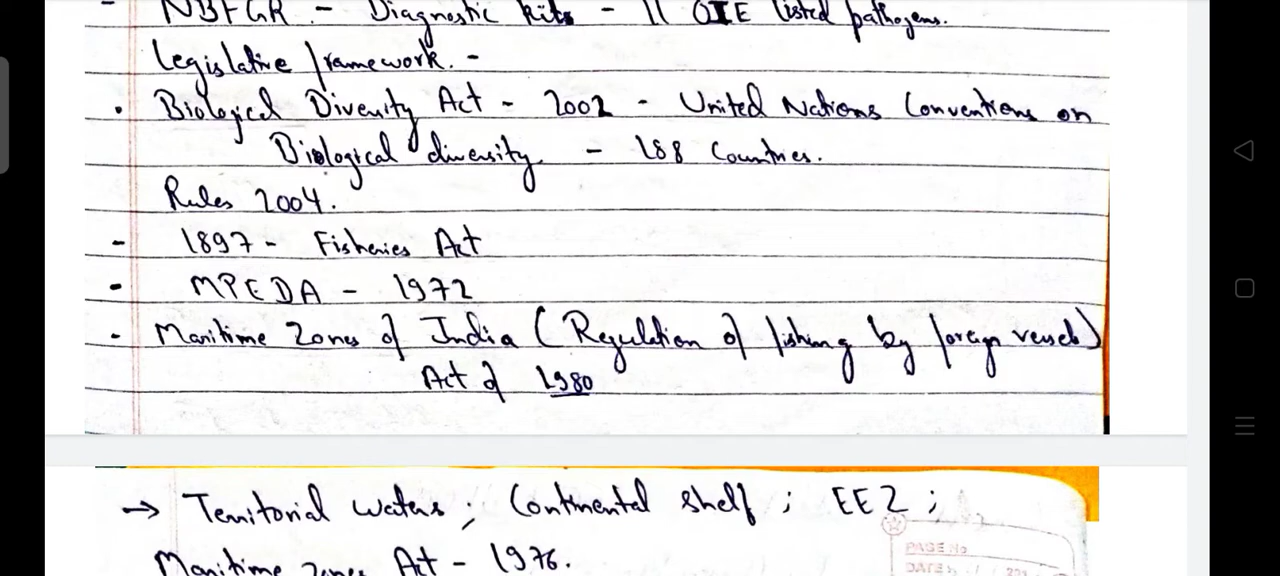 - NBFGR - Diagnostic kits - 11 OIE listed pathogens.
Legislative framework. -
• Biological Diversity Act - 2002 - United Nations Conventions on
Biological diversity - 188 Countries.
Rules 2004.
- 1897 - Fisheries Act
- MPEDA - 1972
- Maritime Zones of India (Regulation of fishing by foreign vessels)
Act of 1980
→ Territorial waters; Continental shelf; EEZ;
PAGE No
Maritime zones Act - 1976.
DATE